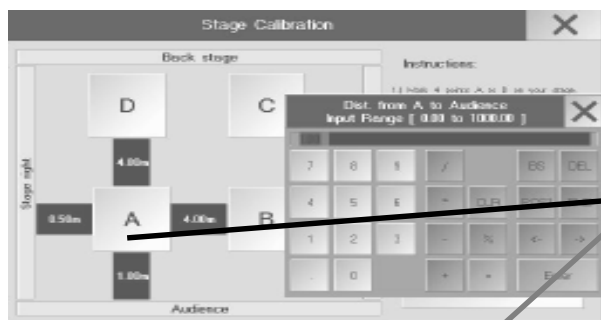 Stage Calibration
Back stage
Instructions:
Dist. from A to Audience
Input Range [ 0.00 to 1000.00 ]
D
C
4.00m
Stage right
0.50m
A
4.00m
B
1.00m
Audience
7
8
9
/
BS
DEL
4
5
6
*
CLR
1
2
3
-
%
<-
->
.
0
+
Enter